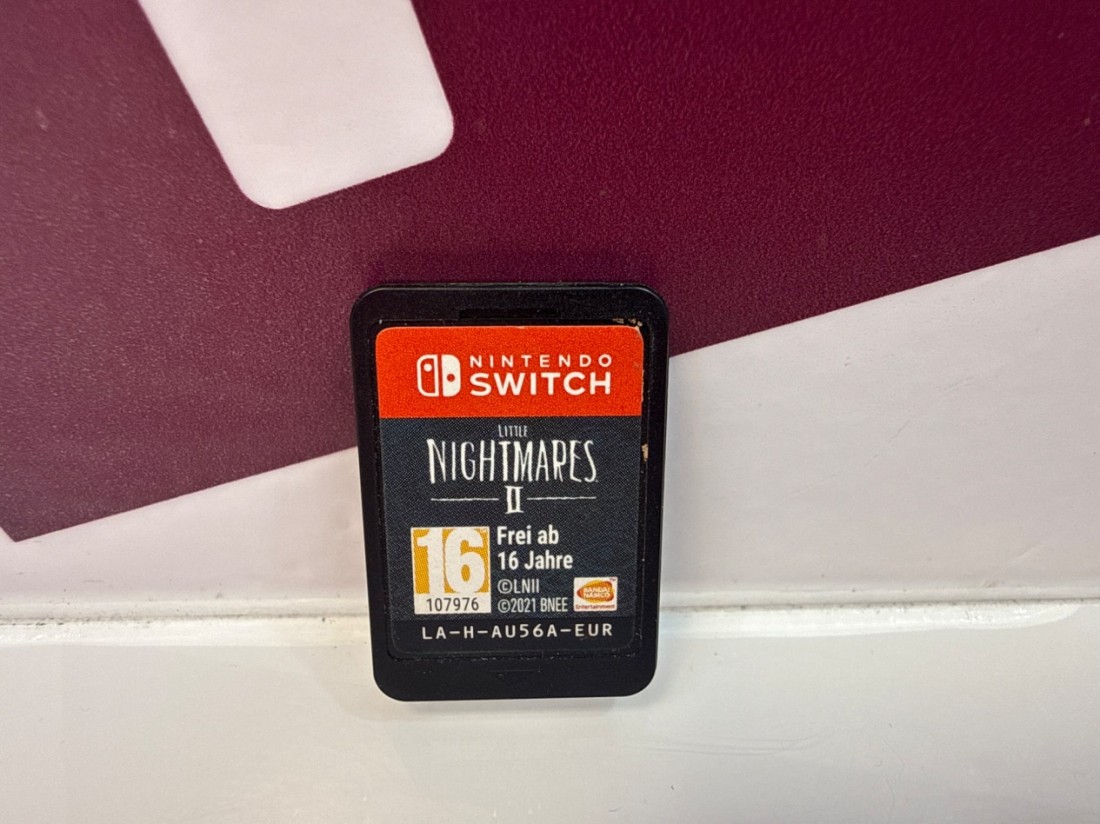 NINTENDO
SWITCH
LITTLE
NIGHTMARES
II
16
107976
Frei ab
16 Jahre
©LNII
©2021 BNEE
BANDAI
NAMCO
Entertainment
LA-H-AU56A-EUR